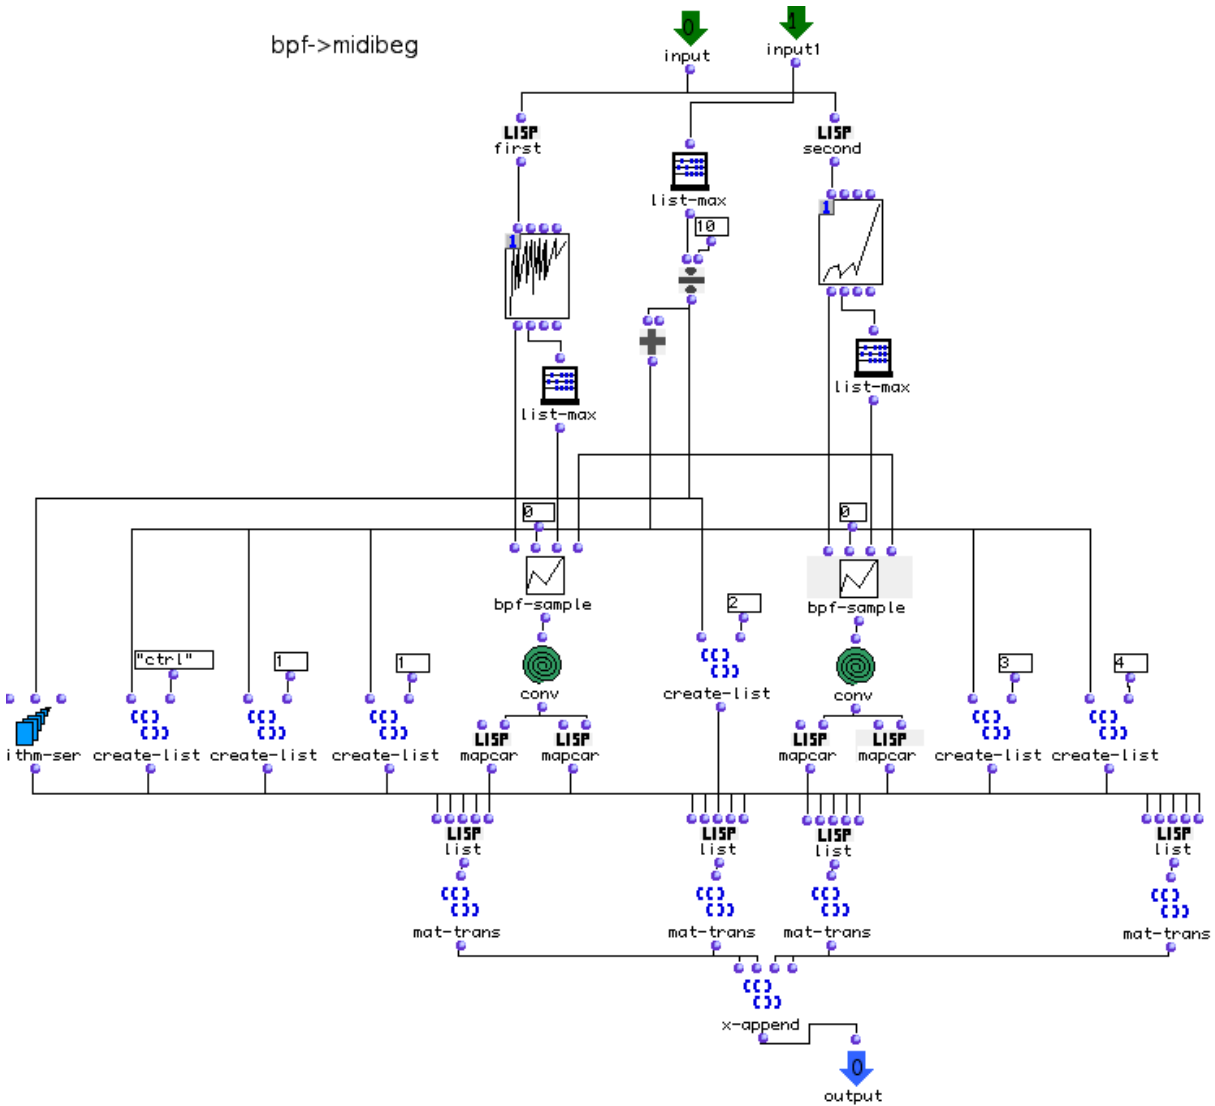 bpf->midibeg
0
1
input
input1
LISP
first
LISP
second
list-max
10
1
1
list-max
list-max
0
0
bpf-sample
bpf-sample
2
"ctrl"
1
1
conv
create-list
conv
3
4
ithm-ser
create-list
create-list
create-list
LISP
mapcar
LISP
mapcar
LISP
mapcar
LISP
mapcar
create-list
create-list
LISP
list
LISP
list
LISP
list
LISP
list
mat-trans
mat-trans
mat-trans
mat-trans
x-append
0
output